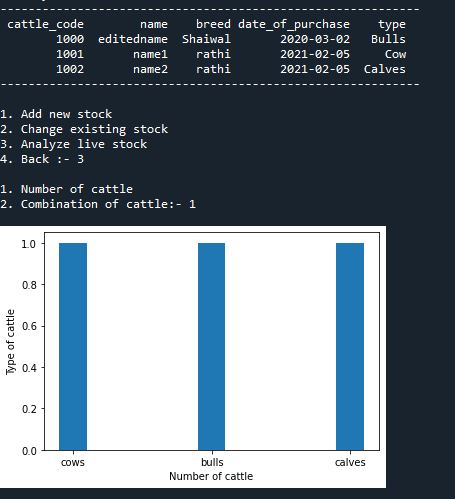 cattle_code name breed date_of_purchase type
1000 editedname Shaiwal 2020-03-02 Bulls
1001 name1 rathi 2021-02-05 Cow
1002 name2 rathi 2021-02-05 Calves
1. Add new stock
2. Change existing stock
3. Analyze live stock
4. Back :- 3
1. Number of cattle
2. Combination of cattle:- 1
1.0
0.8
0.6
0.4
0.2
0.0
Type of cattle
cows bulls calves
Number of cattle